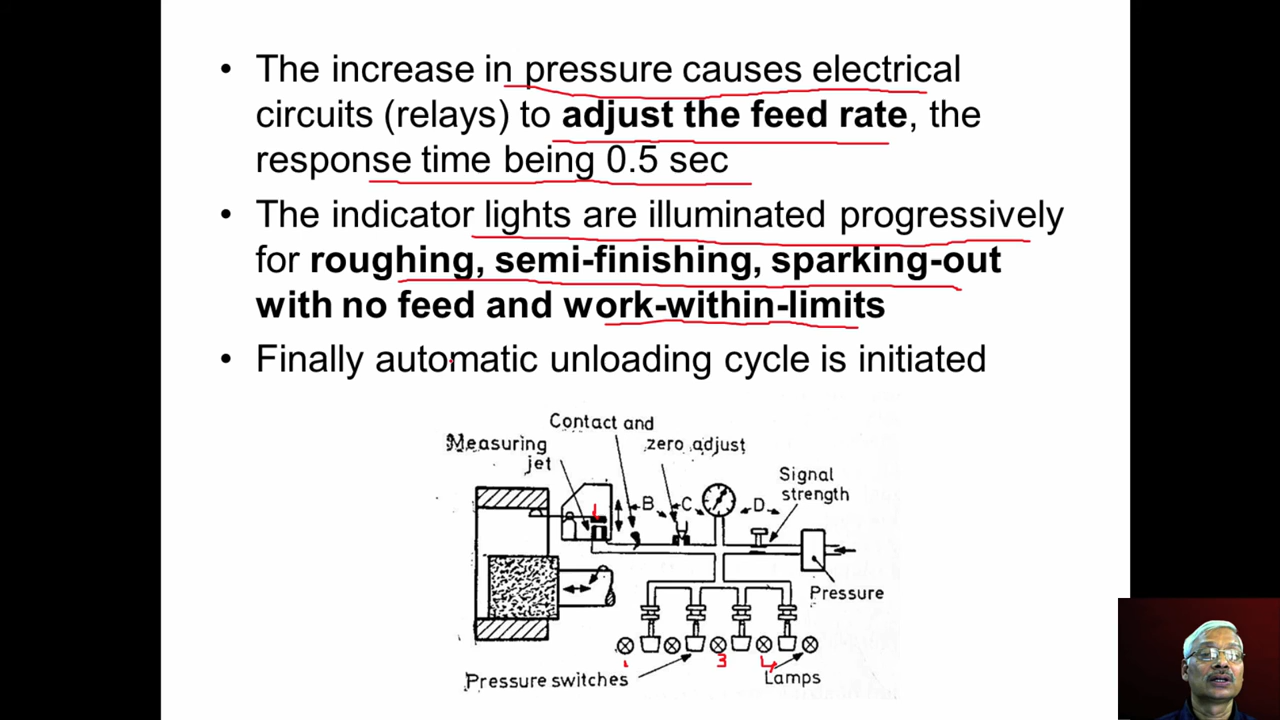 • The increase in pressure causes electrical
circuits (relays) to adjust the feed rate, the
response time being 0.5 sec
• The indicator lights are illuminated progressively
for roughing, semi-finishing, sparking-out
with no feed and work-within-limits
• Finally automatic unloading cycle is initiated
Contact and
Measuring
jet
zero adjust
Signal
strength
B
C
D
Pressure
1
3
4
Pressure switches
Lamps